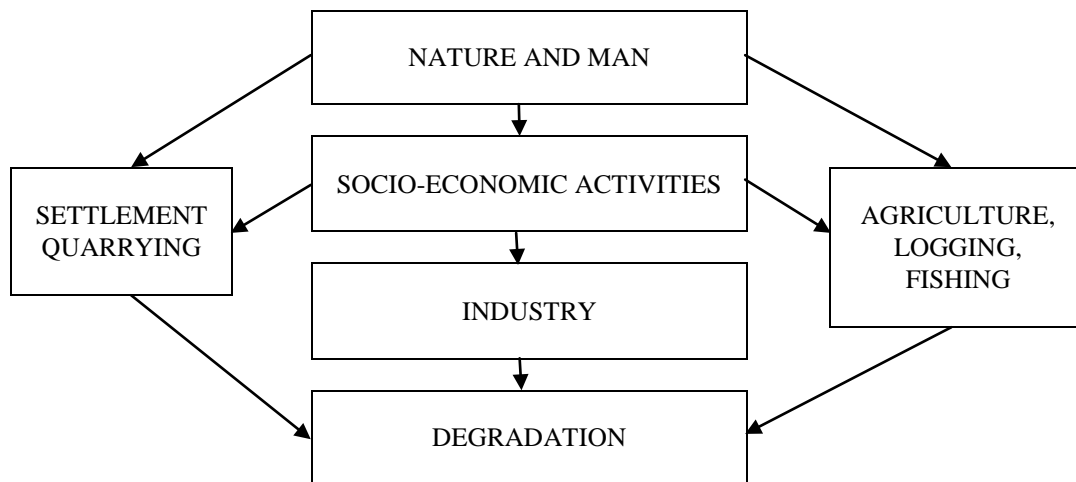 NATURE AND MAN
SOCIO-ECONOMIC ACTIVITIES
SETTLEMENT
QUARRYING
AGRICULTURE,
LOGGING,
FISHING
INDUSTRY
DEGRADATION